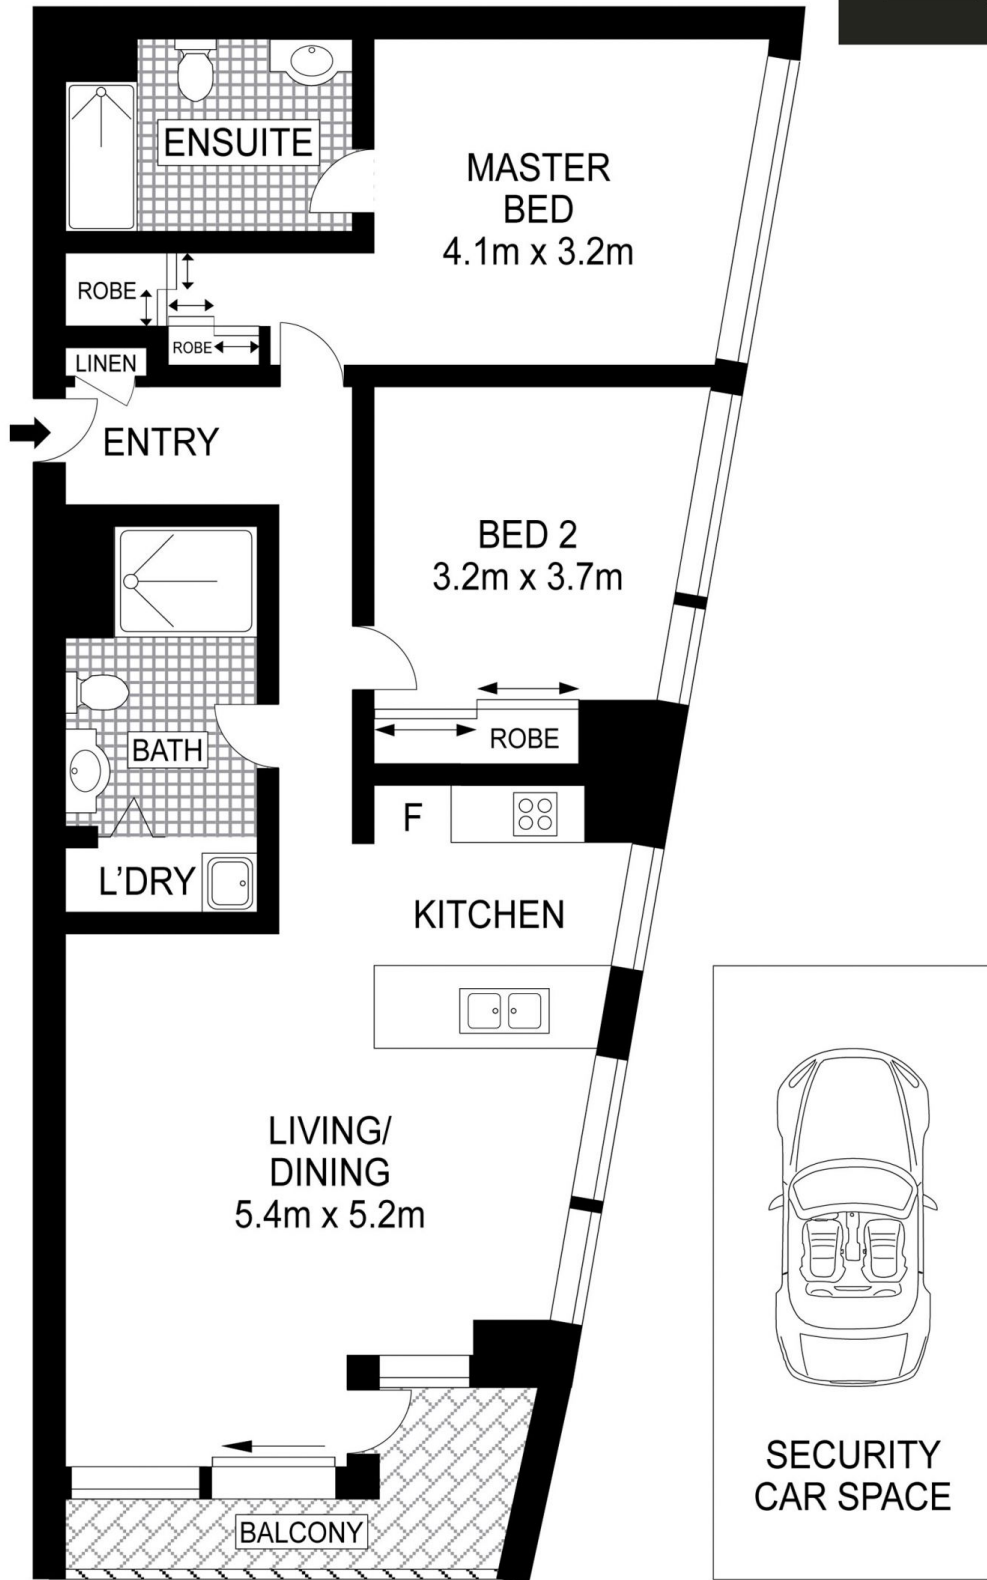 ENSUITE
MASTER
BED
4.1m x 3.2m
ROBE
ROBE
LINEN
ENTRY
BED 2
3.2m x 3.7m
ROBE
BATH
F
L'DRY
KITCHEN
LIVING/
DINING
5.4m x 5.2m
SECURITY
CAR SPACE
BALCONY